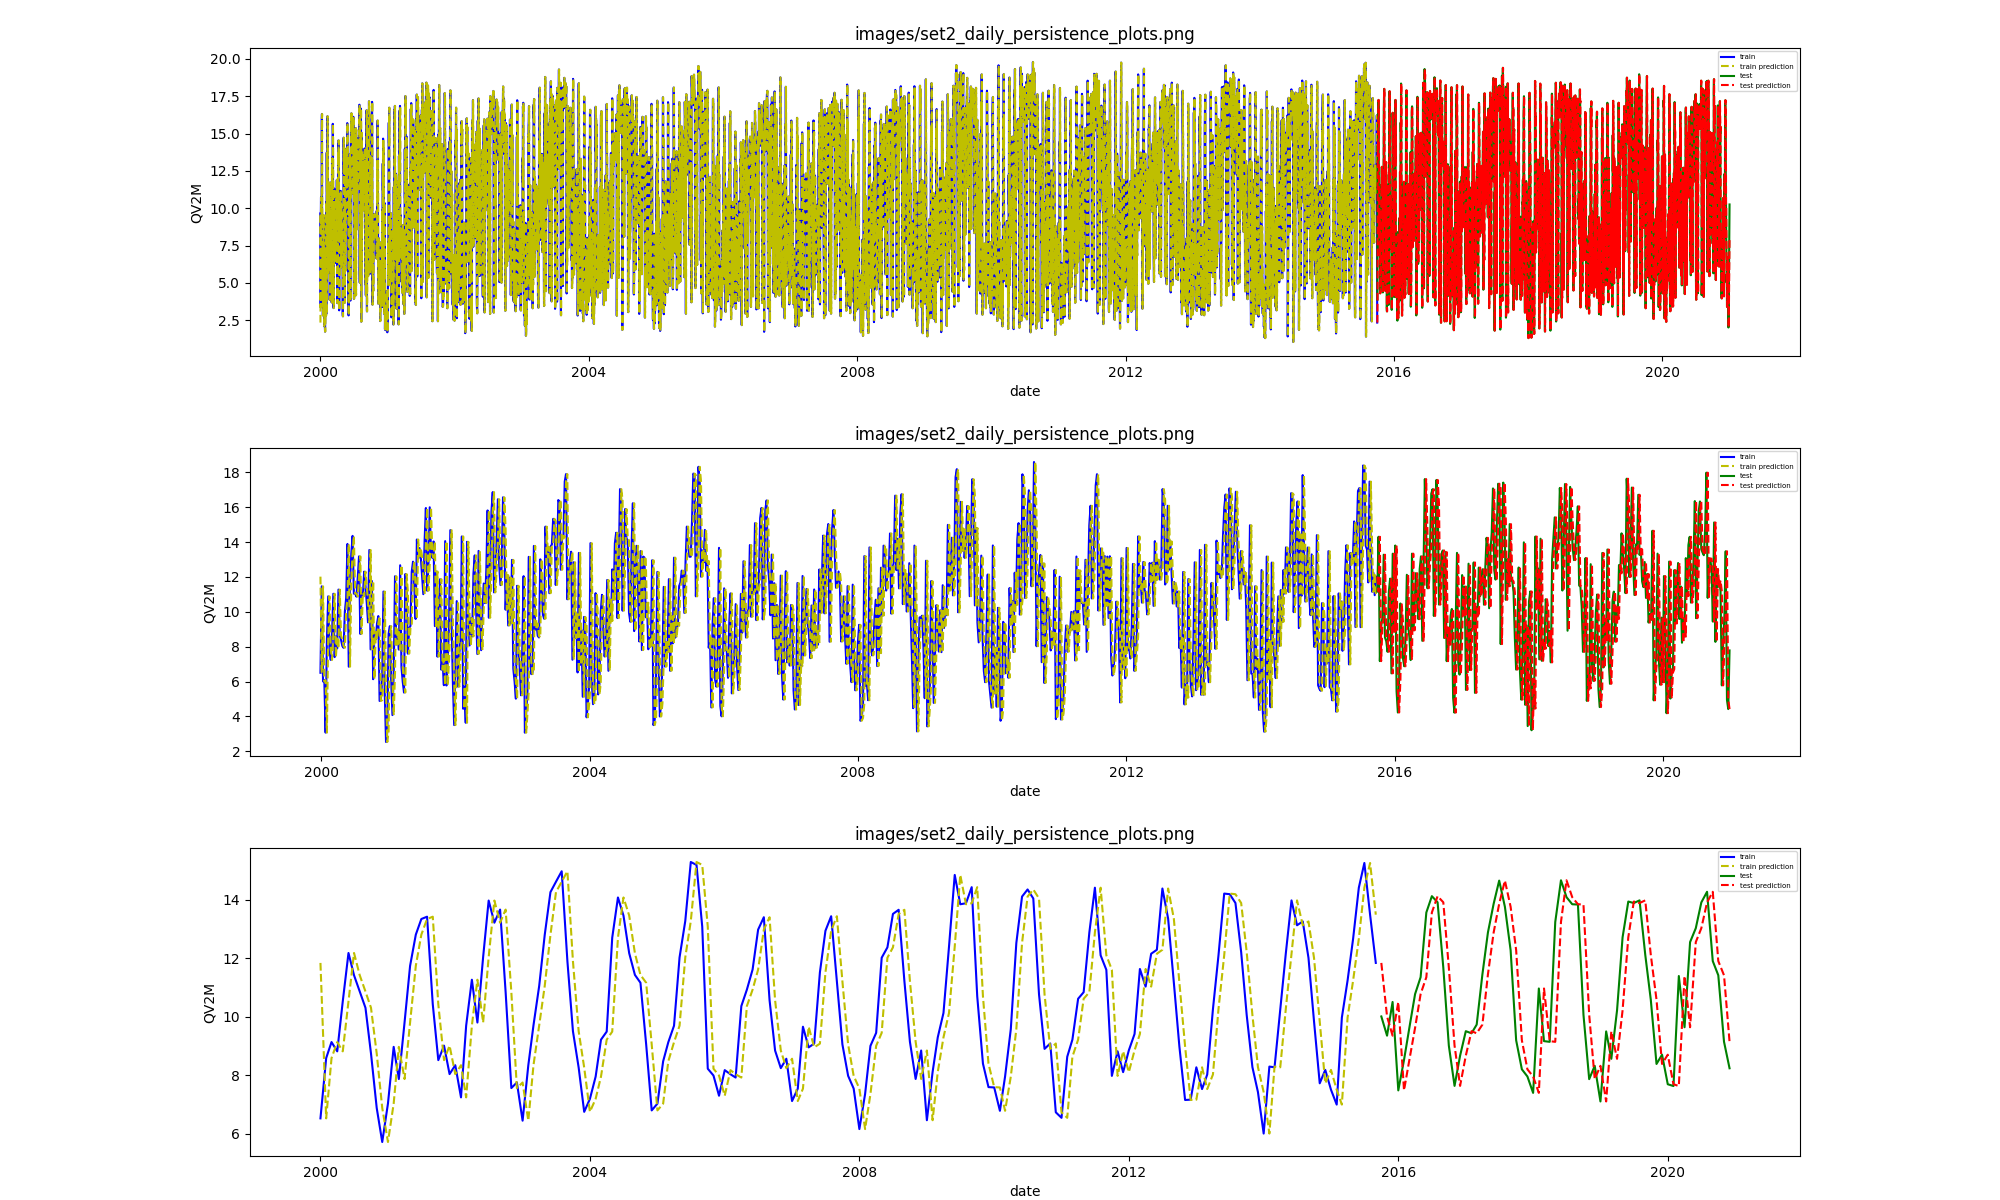 images/set2_daily_persistence_plots.png
20.0
17.5
15.0
12.5
10.0
7.5
5.0
2.5
QV2M
train
train prediction
test
test prediction
2000 2004 2008 2012 2016 2020
date
images/set2_daily_persistence_plots.png
18
16
14
12
10
8
6
4
2
QV2M
train
train prediction
test
test prediction
2000 2004 2008 2012 2016 2020
date
images/set2_daily_persistence_plots.png
14
12
10
8
6
QV2M
train
train prediction
test
test prediction
2000 2004 2008 2012 2016 2020
date